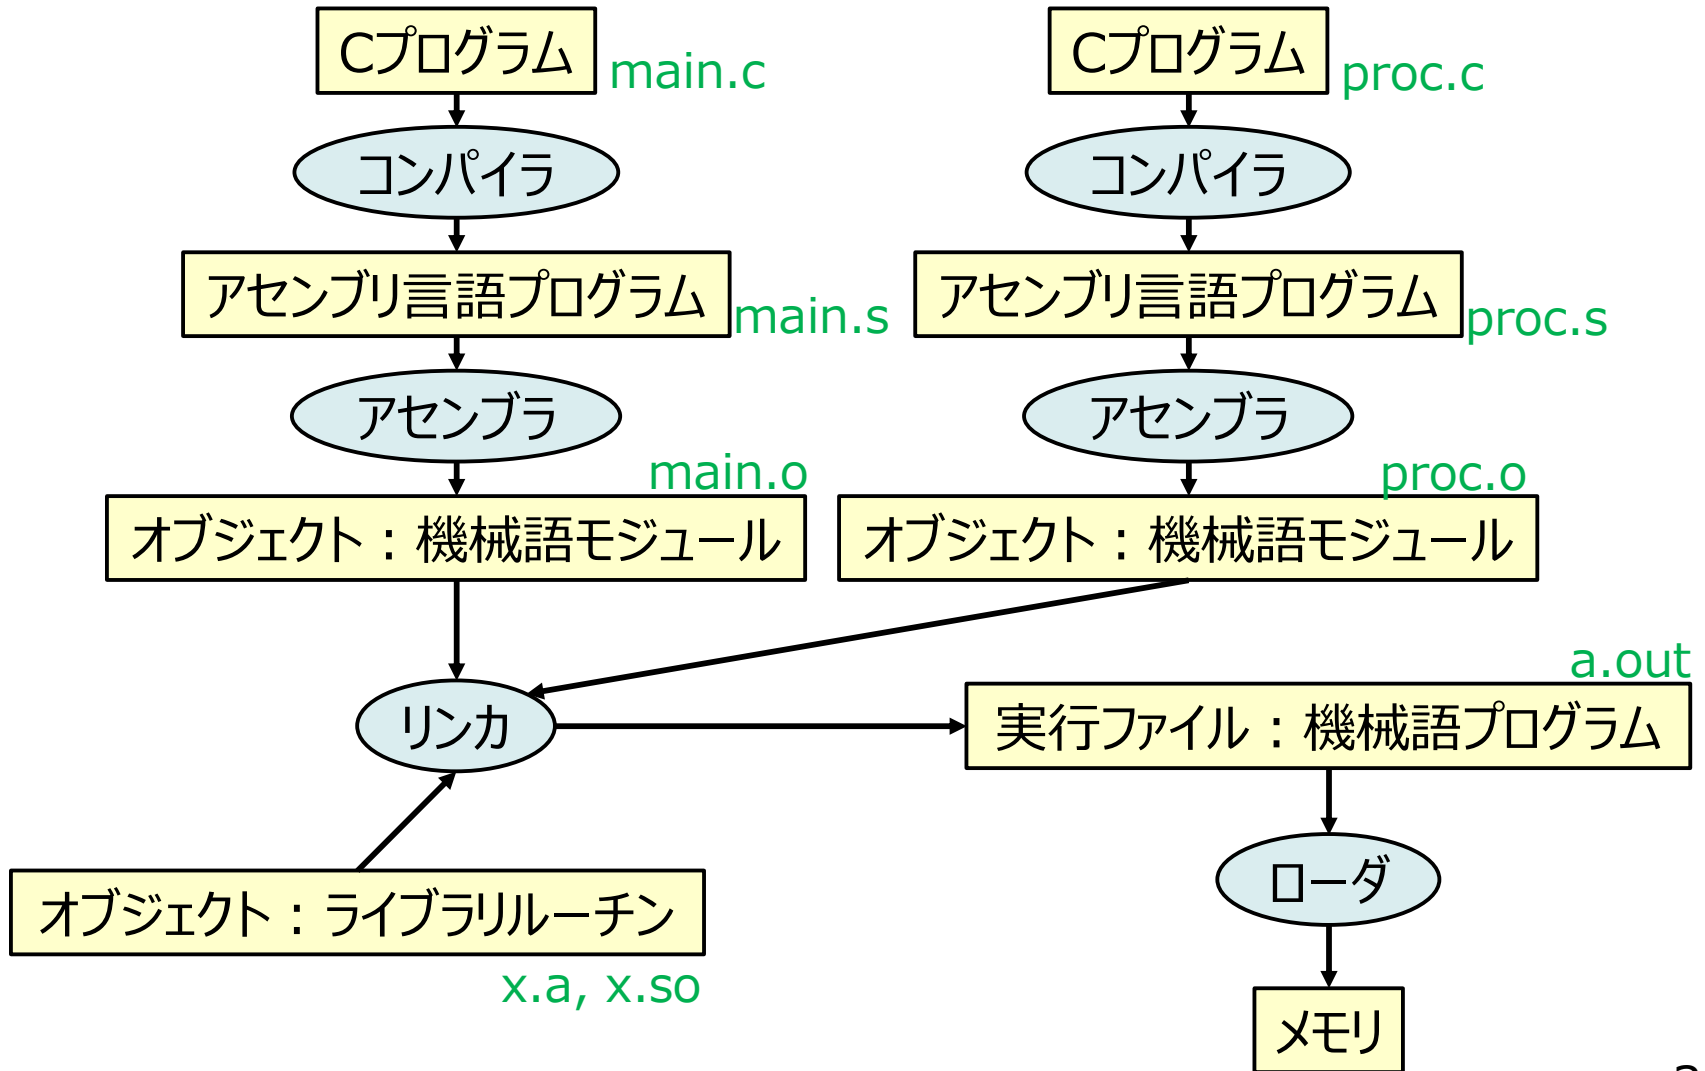 Cプログラム
main.c
Cプログラム
proc.c
コンパイラ
コンパイラ
アセンブリ言語プログラム
main.s
アセンブリ言語プログラム
proc.s
アセンブラ
アセンブラ
main.o
proc.o
オブジェクト：機械語モジュール
オブジェクト：機械語モジュール
a.out
リンカ
実行ファイル：機械語プログラム
ローダ
オブジェクト：ライブラリルーチン
x.a, x.so
メモリ